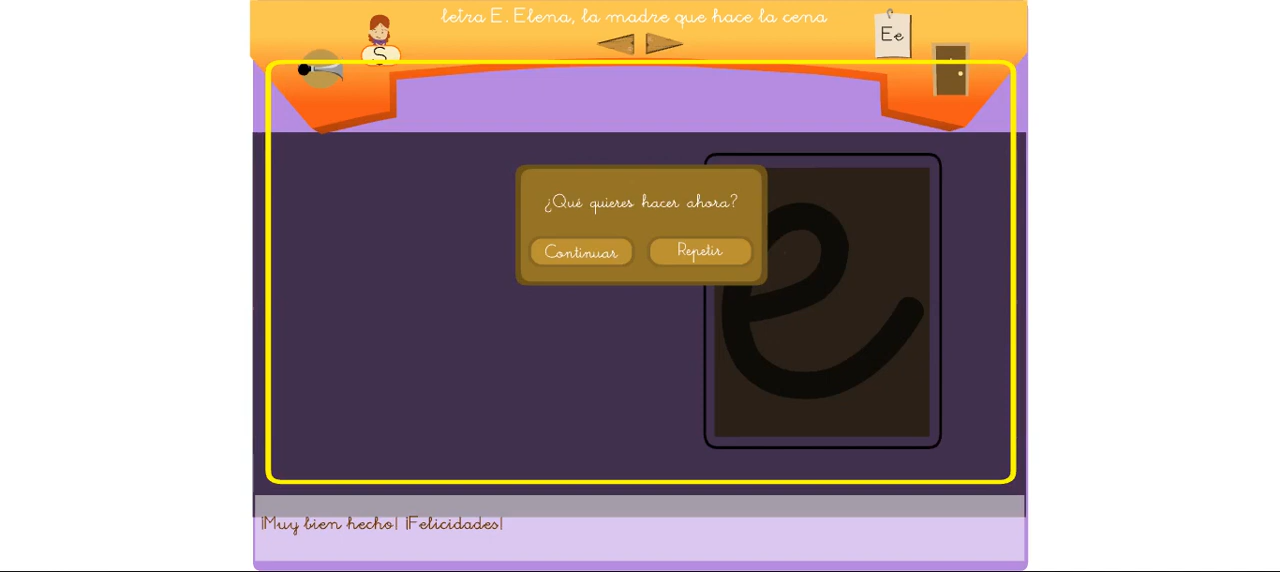 letra E. Elena, la madre que hace la cena
S
Ee
¿Qué quieres hacer ahora?
Continuar
Repetir
e
¡Muy bien hecho! ¡Felicidades!